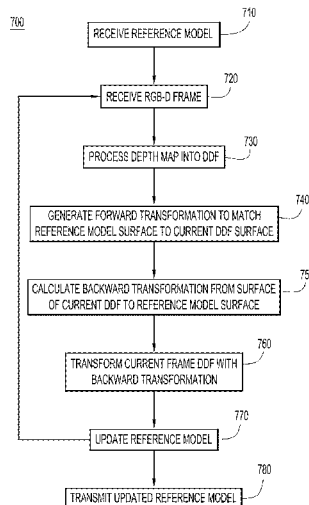 700
710
RECEIVE REFERENCE MODEL
720
RECEIVE RGB-D FRAME
730
PROCESS DEPTH MAP INTO DDF
740
GENERATE FORWARD TRANSFORMATION TO MATCH
REFERENCE MODEL SURFACE TO CURRENT DDF SURFACE
75
CALCULATE BACKWARD TRANSFORMATION FROM SURFACE
OF CURRENT DDF TO REFERENCE MODEL SURFACE
760
TRANSFORM CURRENT FRAME DDF WITH
BACKWARD TRANSFORMATION
770
UPDATE REFERENCE MODEL
780
TRANSMIT UPDATED REFERENCE MODEL